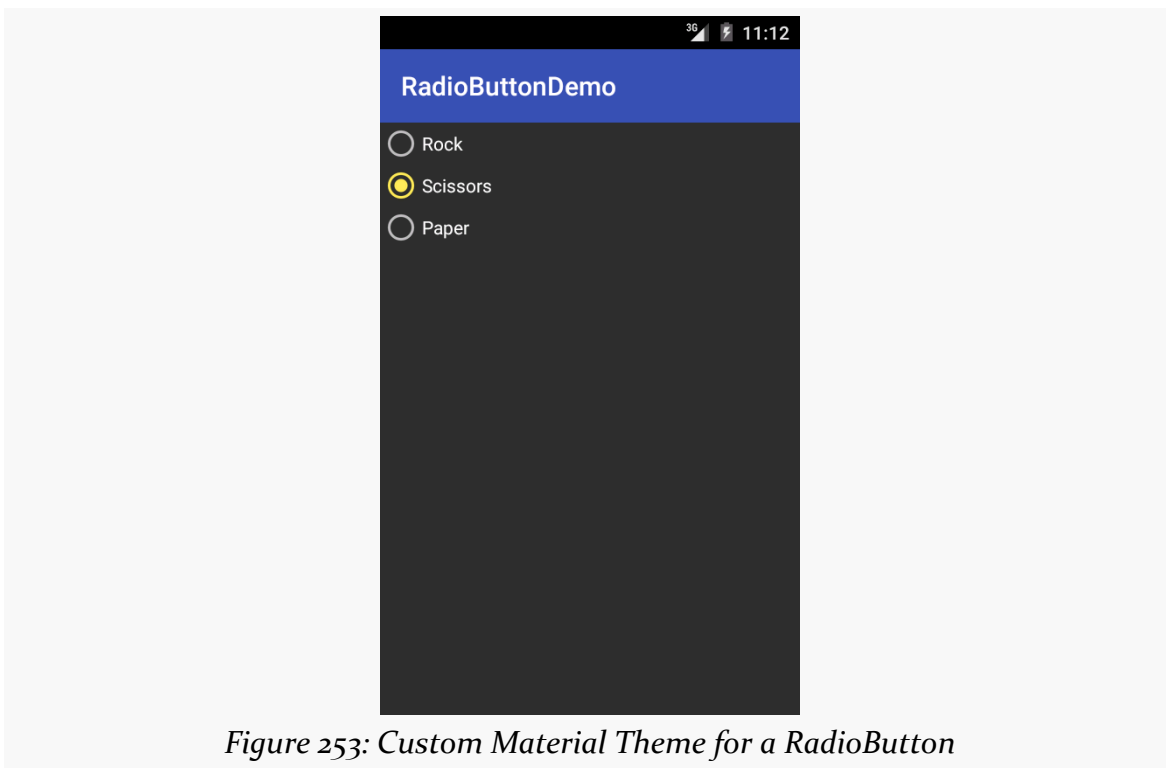 3G 11:12
RadioButtonDemo
Rock
Scissors
Paper
Figure 253: Custom Material Theme for a RadioButton